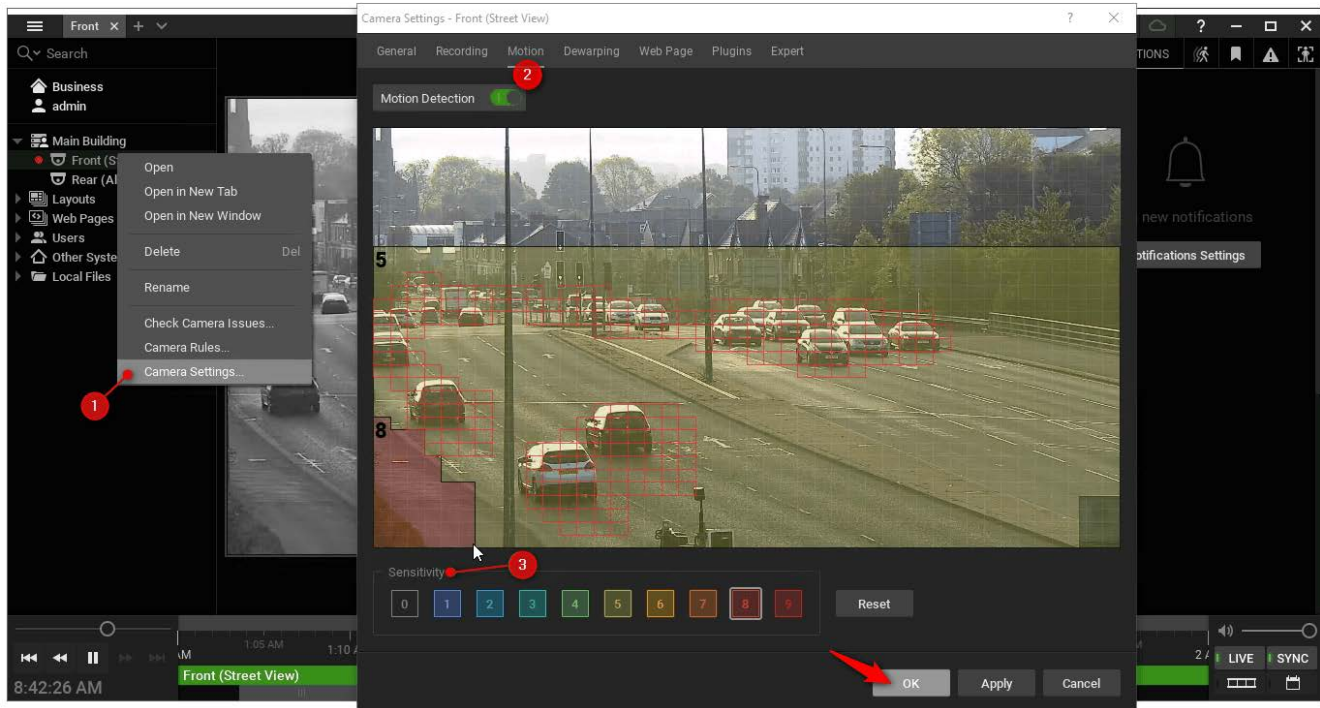 Front
Search
Business
admin
Main Building
Front (S
Rear (Al
Layouts
Web Pages
Users
Other Syste
Local Files
Open
Open in New Tab
Open in New Window
Delete Del
Rename
Check Camera Issues...
Camera Rules...
Camera Settings...
1
Camera Settings - Front (Street View)
General Recording Motion Dewarping Web Page Plugins Expert
2
Motion Detection
5
8
Sensitivity
3
0 1 2 3 4 5 6 7 8 9
Reset
OK Apply Cancel
TIONS
new notifications
otifications Settings
1:05 AM
AM
1:10
Front (Street View)
8:42:26 AM
LIVE SYNC